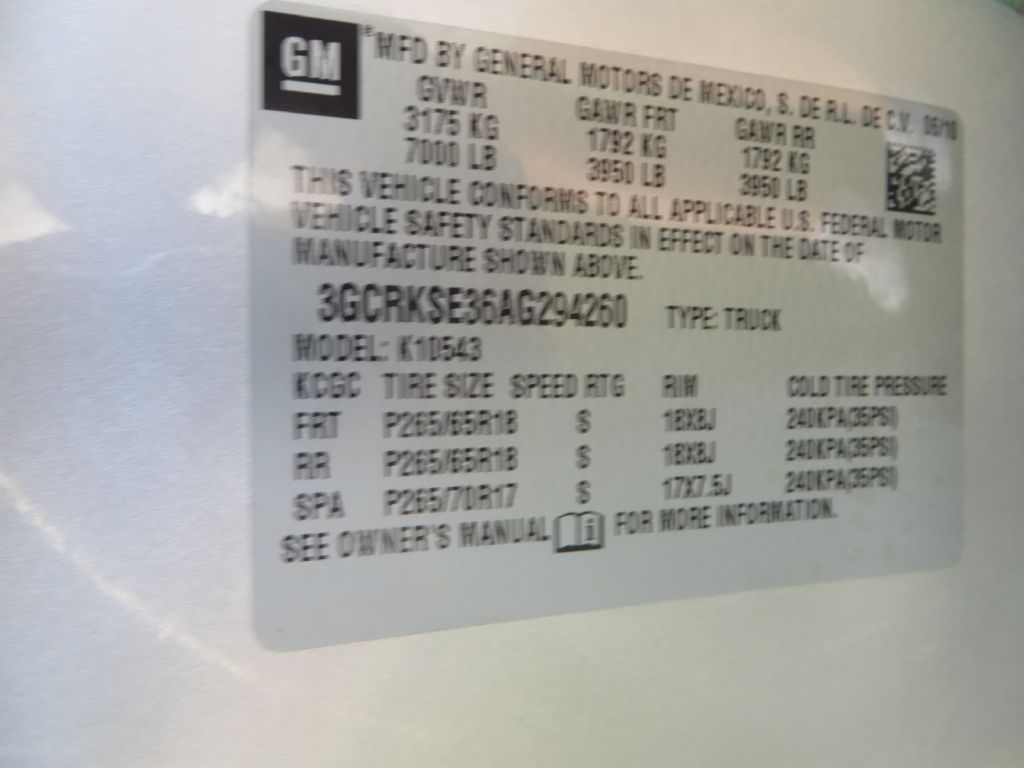 GM
MFD BY GENERAL MOTORS DE MEXICO, S. DE R.L. DE C.V. 06/10
GVWR GAWR FRT GAWR RR
3175 KG 1792 KG 1792 KG
7000 LB 3950 LB 3950 LB
THIS VEHICLE CONFORMS TO ALL APPLICABLE U.S. FEDERAL MOTOR
VEHICLE SAFETY STANDARDS IN EFFECT ON THE DATE OF
MANUFACTURE SHOWN ABOVE.
3GCRKSE36AG294260 TYPE: TRUCK
MODEL: K10543
KCGC TIRE SIZE SPEED RTG RIM COLD TIRE PRESSURE
FRT P265/65R18 S 18X8J 240KPA(35PSI)
RR P265/65R18 S 18X8J 240KPA(35PSI)
SPA P265/70R17 S 17X7.5J 240KPA(35PSI)
SEE OWNER'S MANUAL i FOR MORE INFORMATION.